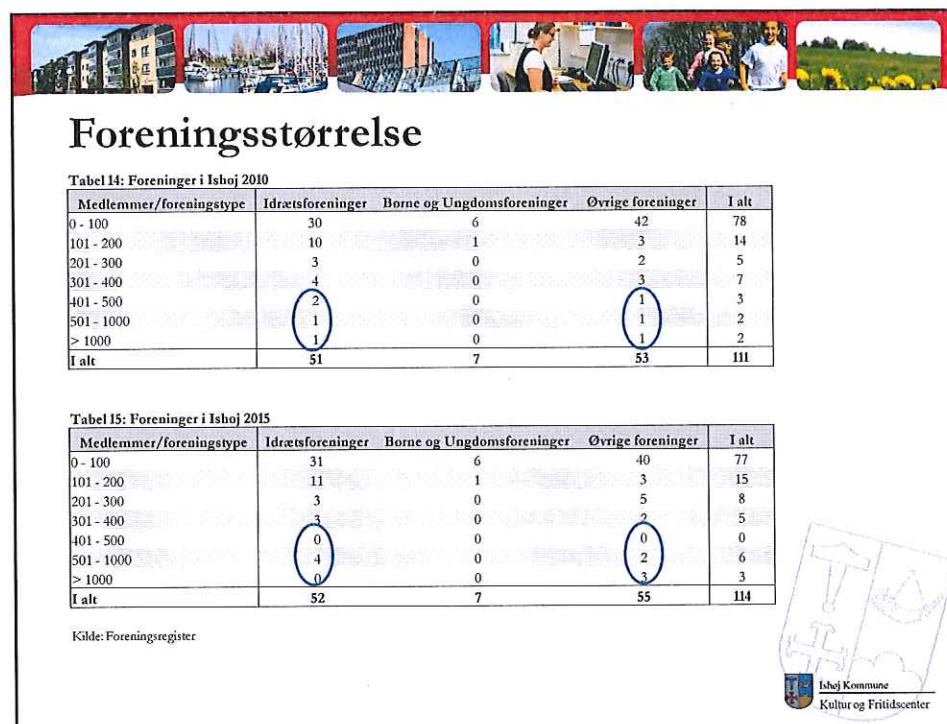 Foreningsstørrelse
Tabel 14: Foreninger i Ishøj 2010
Medlemmer/foreningstype Idrætsforeninger Børne og Ungdomsforeninger Øvrige foreninger I alt
0 - 100 30 6 42 78
101 - 200 10 1 3 14
201 - 300 3 0 2 5
301 - 400 4 0 3 7
401 - 500 2 0 1 3
501 - 1000 1 0 1 2
> 1000 1 0 1 2
I alt 51 7 53 111
Tabel 15: Foreninger i Ishøj 2015
Medlemmer/foreningstype Idrætsforeninger Børne og Ungdomsforeninger Øvrige foreninger I alt
0 - 100 31 6 40 77
101 - 200 11 1 3 15
201 - 300 3 0 5 8
301 - 400 3 0 2 5
401 - 500 0 0 0 0
501 - 1000 4 0 2 6
> 1000 0 0 3 3
I alt 52 7 55 114
Kilde: Foreningsregister
Ishøj Kommune
Kultur og Fritidscenter